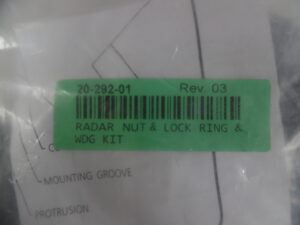 20-282-01 Rev. 03
RADAR NUT & LOCK RING &
WDG KIT
MOUNTING GROOVE
PROTRUSION